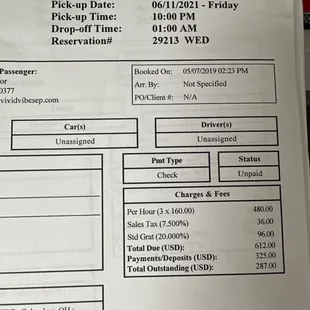 Pick-up Date: 06/11/2021 - Friday
Pick-up Time: 10:00 PM
Drop-off Time: 01:00 AM
Reservation# 29213 WED
Passenger:
or
0377
vividvibesep.com
Booked On: 05/07/2019 02:23 PM
Arr. By: Not Specified
PO/Client #: N/A
Car(s)
Unassigned
Driver(s)
Unassigned
Pmt Type
Check
Status
Unpaid
Charges & Fees
Per Hour (3 x 160.00) 480.00
Sales Tax (7.500%) 36.00
Std Grat (20.000%) 96.00
Total Due (USD): 612.00
Payments/Deposits (USD): 325.00
Total Outstanding (USD): 287.00